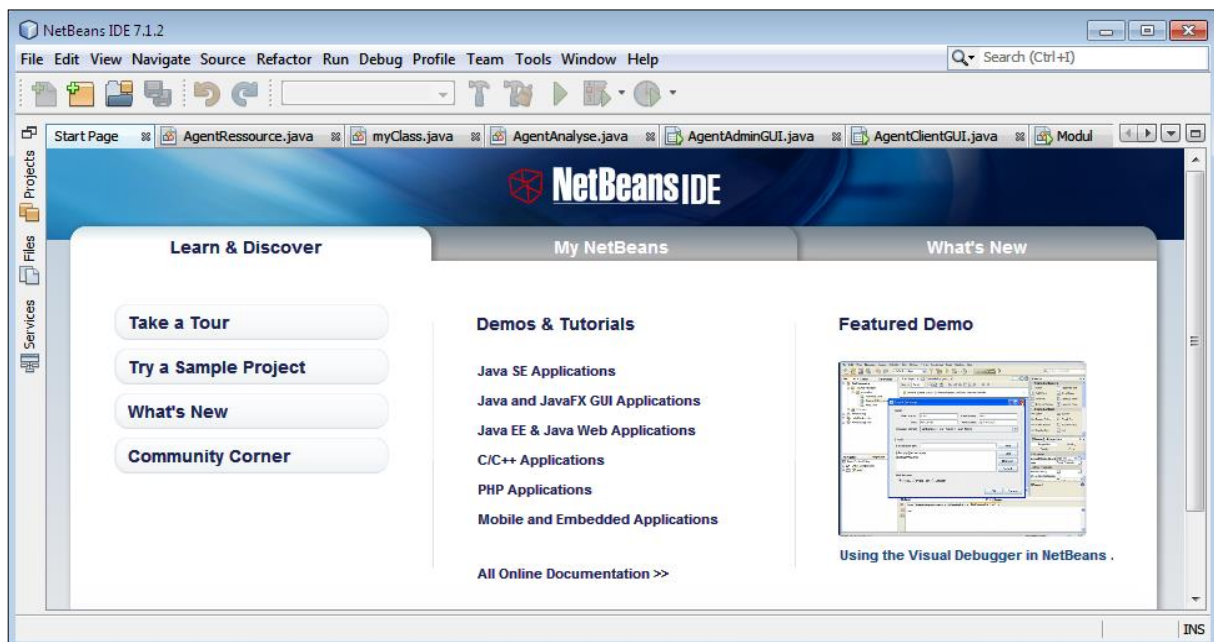 NetBeans IDE 7.1.2
File Edit View Navigate Source Refactor Run Debug Profile Team Tools Window Help
Search (Ctrl+I)
Start Page AgentRessource.java myClass.java AgentAnalyse.java AgentAdminGUI.java AgentClientGUI.java Modul
Projects
Files
Services
NetBeans IDE
Learn & Discover
My NetBeans
What's New
Take a Tour
Try a Sample Project
What's New
Community Corner
Demos & Tutorials
Java SE Applications
Java and JavaFX GUI Applications
Java EE & Java Web Applications
C/C++ Applications
PHP Applications
Mobile and Embedded Applications
All Online Documentation >>
Featured Demo
Using the Visual Debugger in NetBeans .
INS